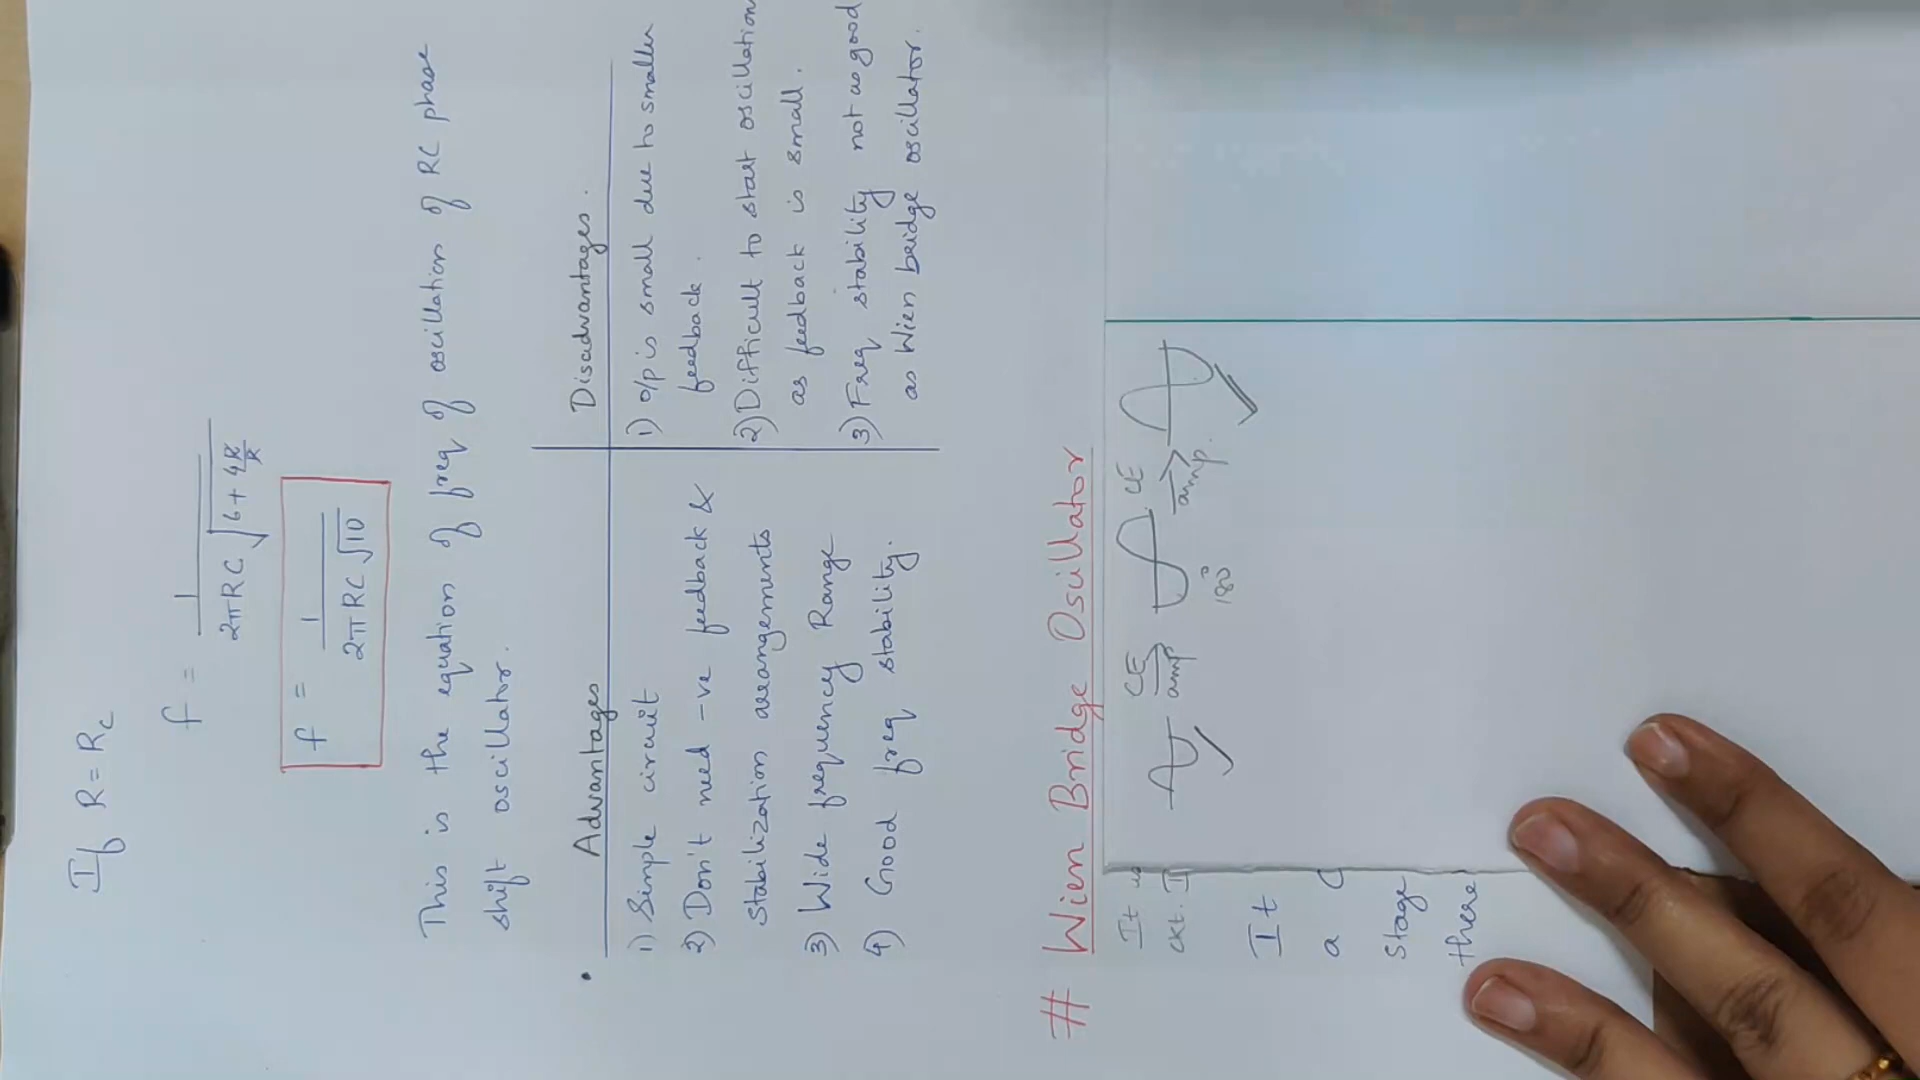 If R = Rc
f = 1 / 2πRC √6 + 4R/R
f = 1 / 2πRC √10
This is the equation of freq of oscillation of RC phase
shift oscillator.
Advantages
1) Simple circuit
2) Don't need -ve feedback &
stabilization arrangements
3) Wide frequency Range
4) Good freq stability.
Disadvantages.
1) o/p is small due to smaller
feedback.
2) Difficult to start oscillation
as feedback is small.
3) Freq stability not as good
as Wien bridge oscillator.
# Wien Bridge Oscillator
CE amp 180° CE amp.
It is
ckt. I
It
a
stage
there